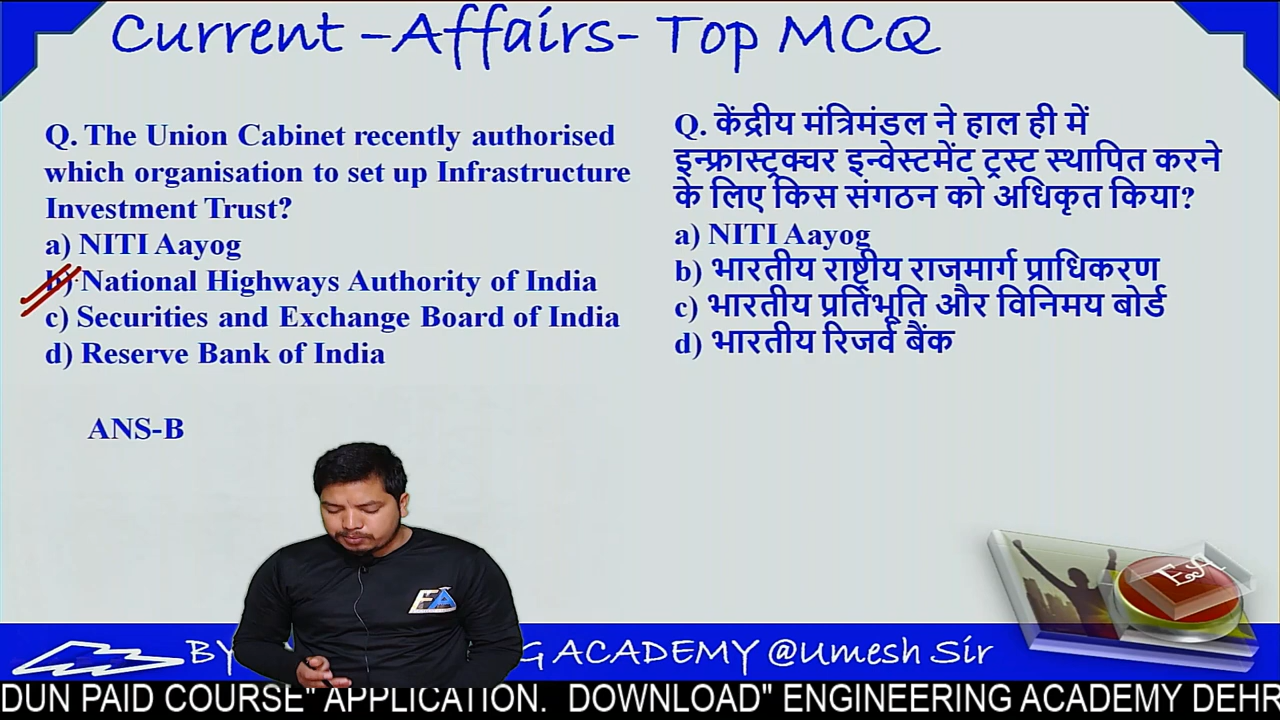 Current -Affairs- Top MCQ
Q. The Union Cabinet recently authorised
which organisation to set up Infrastructure
Investment Trust?
a) NITI Aayog
b) National Highways Authority of India
c) Securities and Exchange Board of India
d) Reserve Bank of India
ANS-B
Q. केंद्रीय मंत्रिमंडल ने हाल ही में
इन्फ्रास्ट्रक्चर इन्वेस्टमेंट ट्रस्ट स्थापित करने
के लिए किस संगठन को अधिकृत किया?
a) NITI Aayog
b) भारतीय राष्ट्रीय राजमार्ग प्राधिकरण
c) भारतीय प्रतिभूति और विनिमय बोर्ड
d) भारतीय रिजर्व बैंक
EA
EA
BY G ACADEMY @Umesh Sir
DUN PAID COURSE" APPLICATION. DOWNLOAD" ENGINEERING ACADEMY DEHR